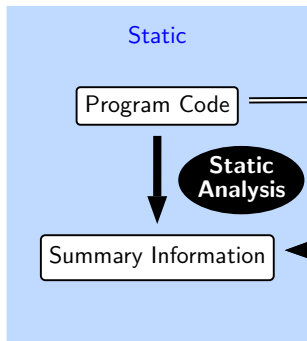 Static
Program Code
Static
Analysis
Summary Information